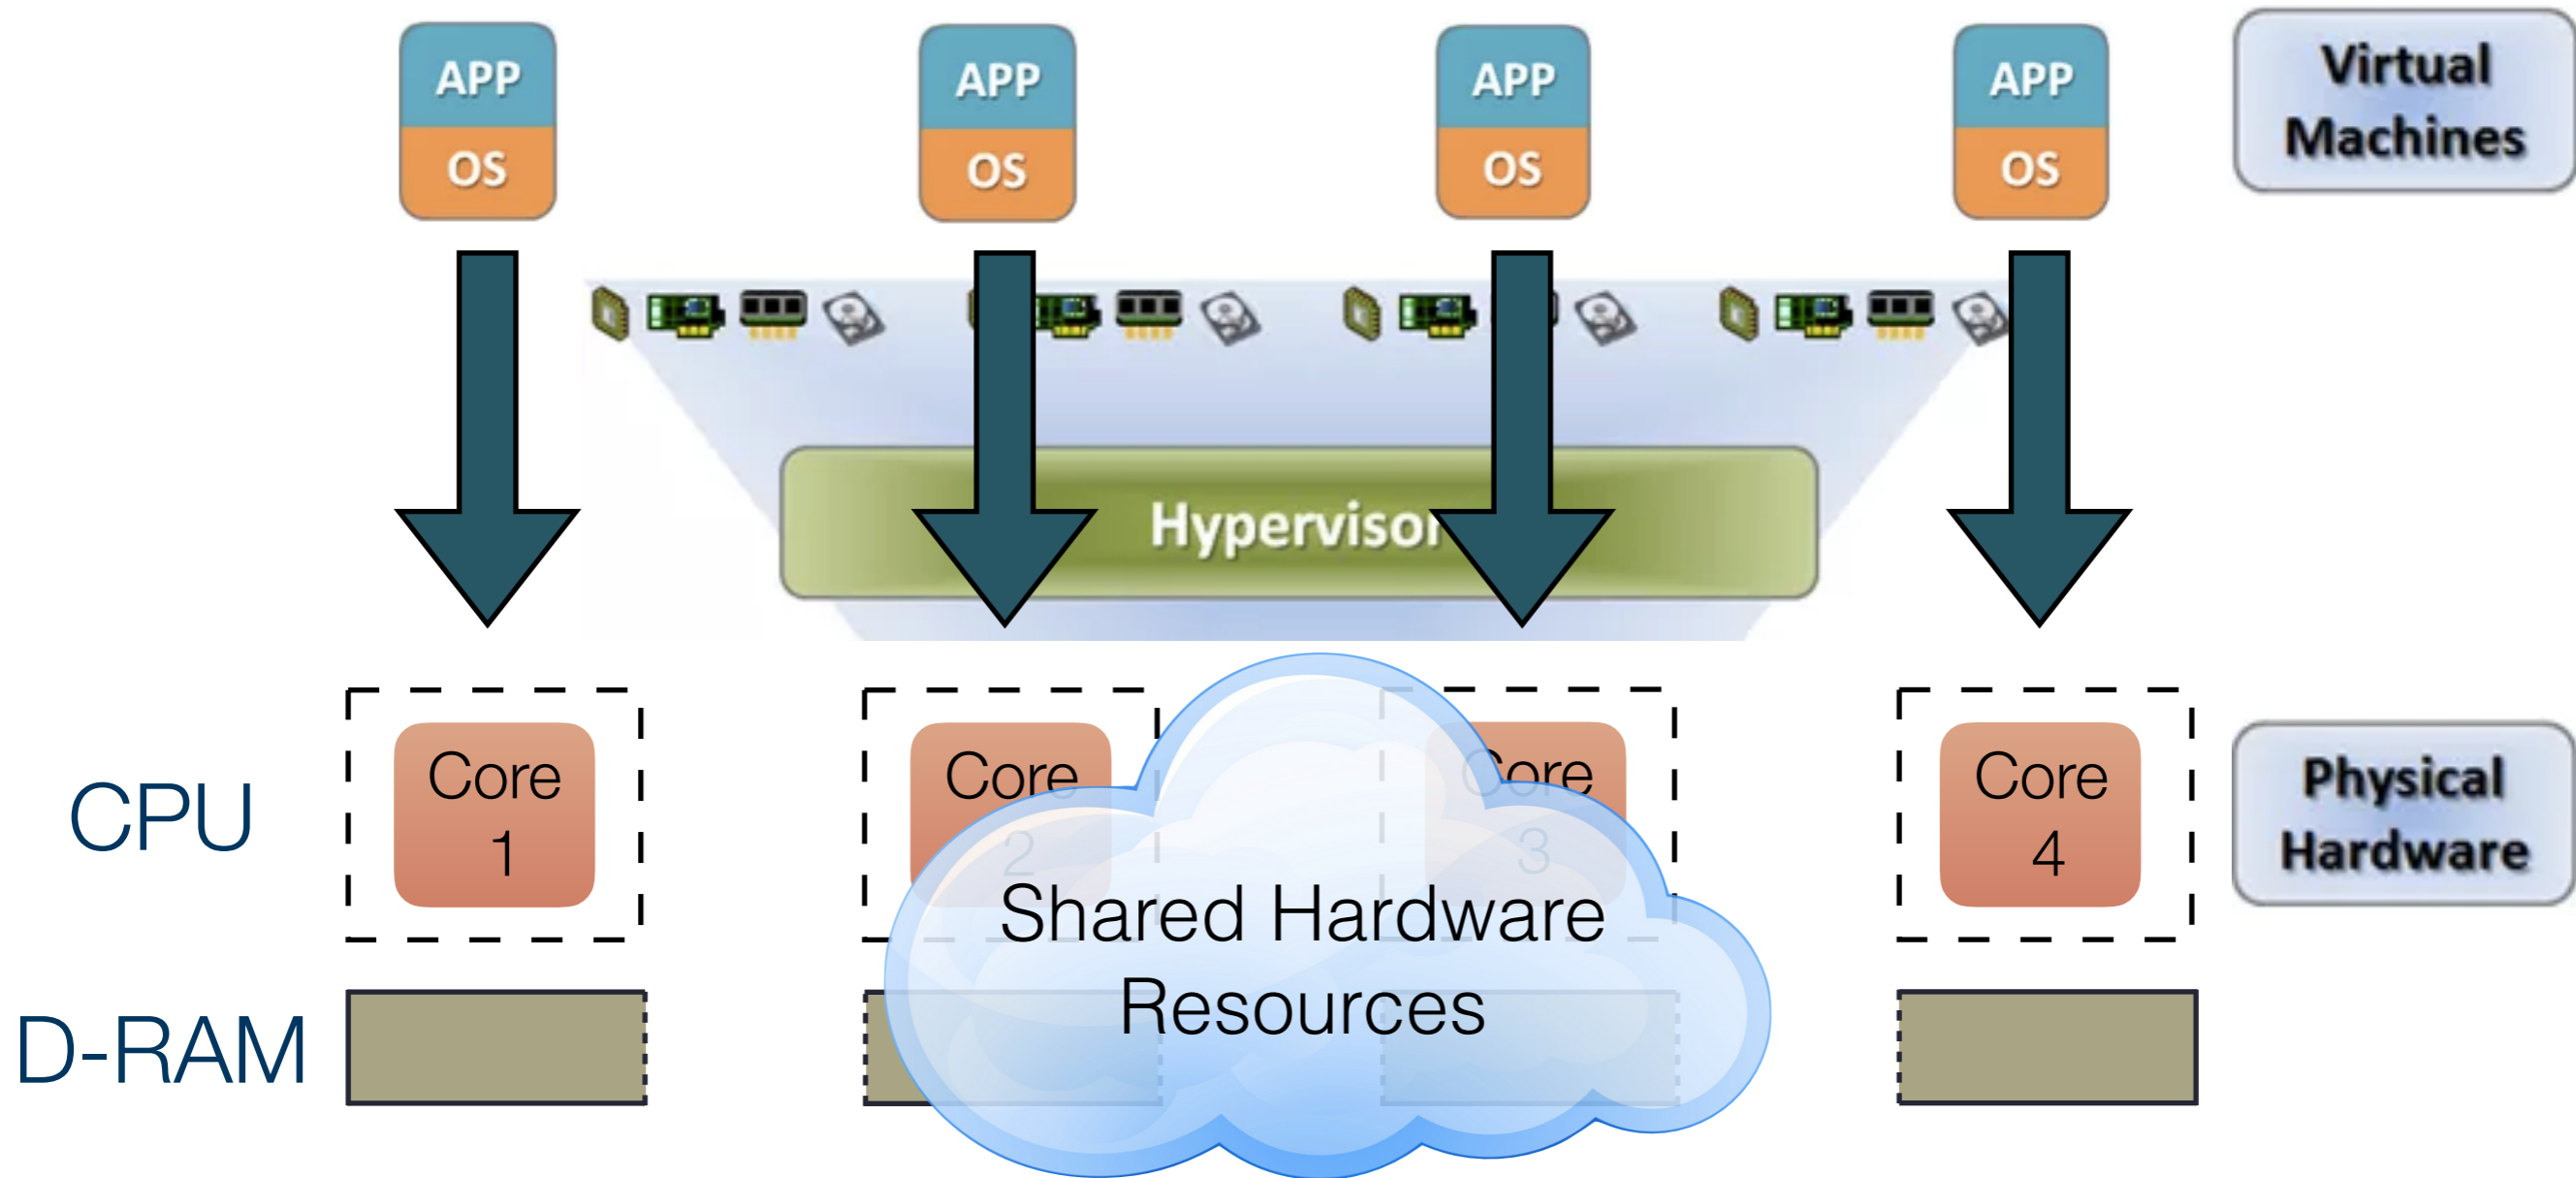 APP
OS
APP
OS
APP
OS
APP
OS
Virtual
Machines
Hypervisor
CPU
Core
1
Core
2
Core
3
Core
4
Physical
Hardware
Shared Hardware
Resources
D-RAM